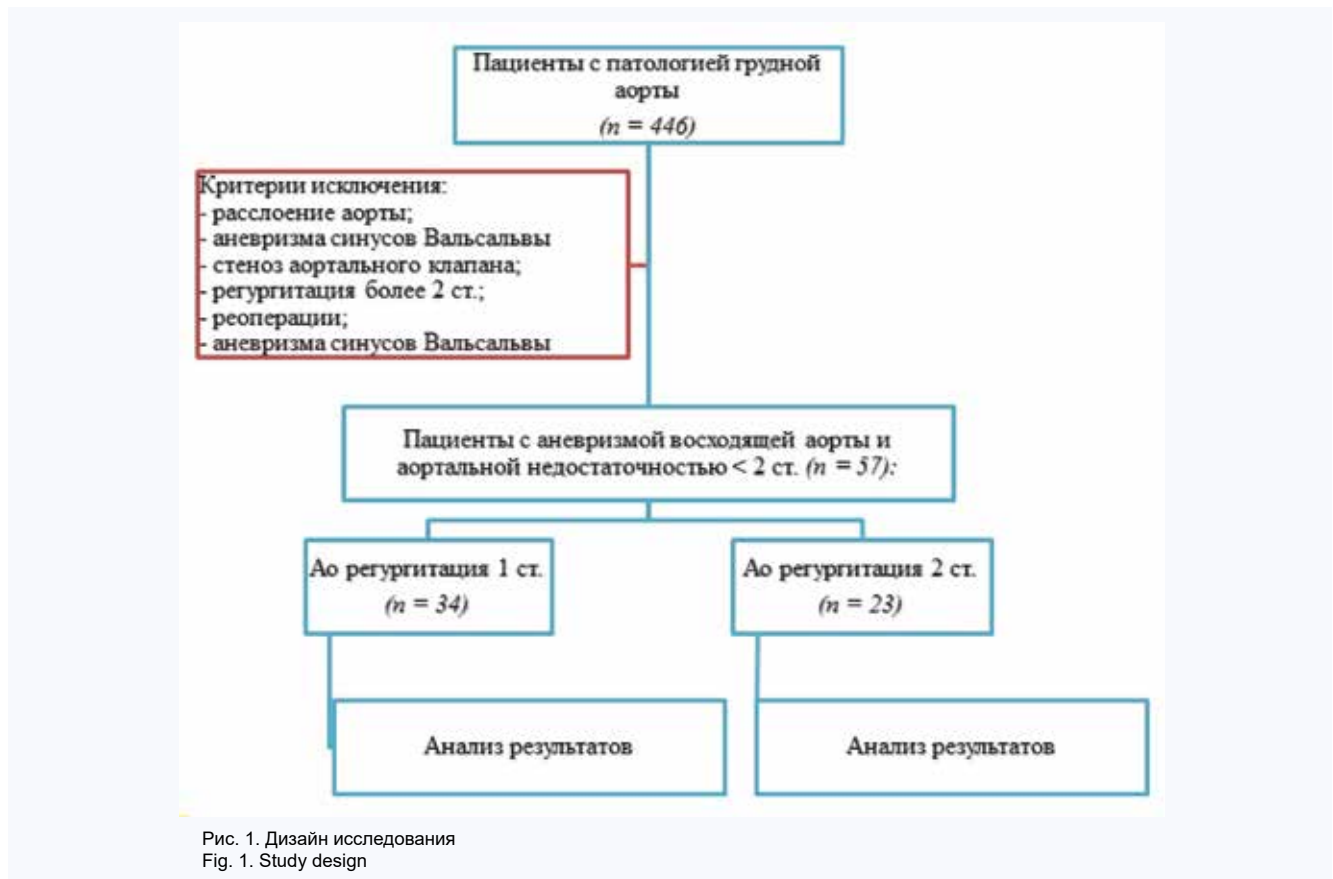 Пациенты с патологией грудной
аорты
(n = 446)
Критерии исключения:
- расслоение аорты;
- аневризма синусов Вальсальвы
- стеноз аортального клапана;
- регургитация более 2 ст.;
- реоперации;
- аневризма синусов Вальсальвы
Пациенты с аневризмой восходящей аорты и
аортальной недостаточностью < 2 ст. (n = 57):
Ао регургитация 1 ст.
(n = 34)
Ао регургитация 2 ст.
(n = 23)
Анализ результатов
Анализ результатов
Рис. 1. Дизайн исследования
Fig. 1. Study design